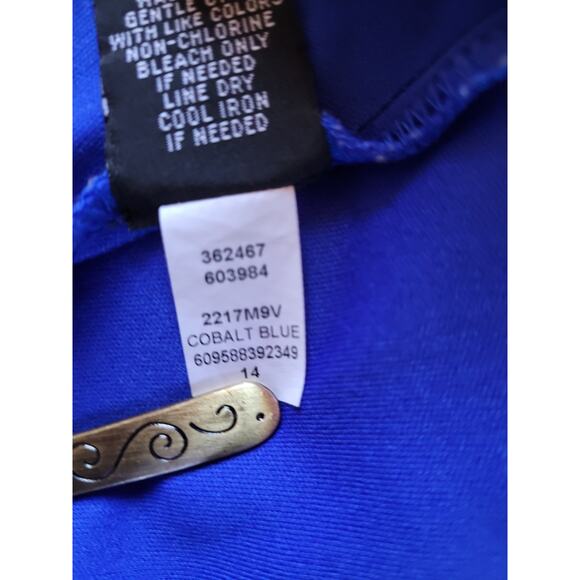 GENTLE
WITH LIKE COLORS
NON-CHLORINE
BLEACH ONLY
IF NEEDED
LINE DRY
COOL IRON
IF NEEDED
362467
603984
2217M9V
COBALT BLUE
609588392349
14